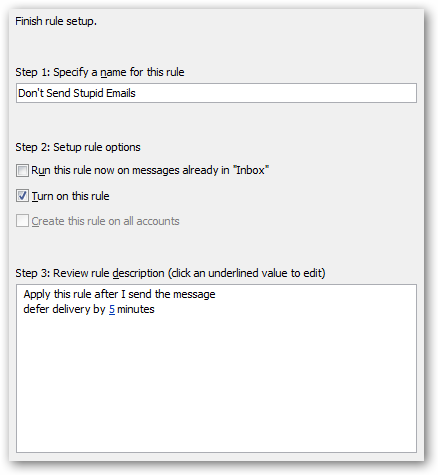 Finish rule setup.
Step 1: Specify a name for this rule
Don't Send Stupid Emails
Step 2: Setup rule options
Run this rule now on messages already in "Inbox"
Turn on this rule
Create this rule on all accounts
Step 3: Review rule description (click an underlined value to edit)
Apply this rule after I send the message
defer delivery by 5 minutes